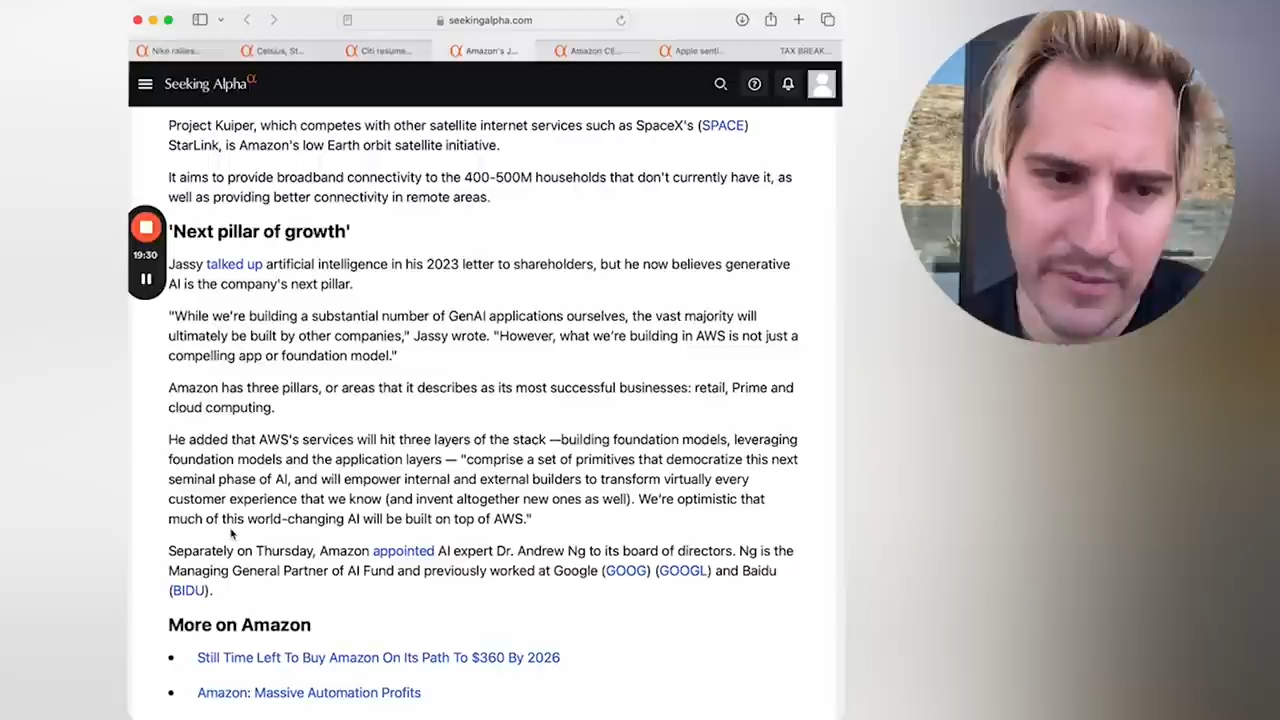 seekingalpha.com
Nike rallies...
Celsius, St...
Citi resume...
Amazon's J...
Amazon CE...
Apple senti...
TAX BREAK...
Seeking Alpha α
Project Kuiper, which competes with other satellite internet services such as SpaceX's (SPACE)
StarLink, is Amazon's low Earth orbit satellite initiative.
It aims to provide broadband connectivity to the 400-500M households that don't currently have it, as
well as providing better connectivity in remote areas.
'Next pillar of growth'
19:30
Jassy talked up artificial intelligence in his 2023 letter to shareholders, but he now believes generative
AI is the company's next pillar.
"While we're building a substantial number of GenAI applications ourselves, the vast majority will
ultimately be built by other companies," Jassy wrote. "However, what we're building in AWS is not just a
compelling app or foundation model."
Amazon has three pillars, or areas that it describes as its most successful businesses: retail, Prime and
cloud computing.
He added that AWS's services will hit three layers of the stack —building foundation models, leveraging
foundation models and the application layers — "comprise a set of primitives that democratize this next
seminal phase of AI, and will empower internal and external builders to transform virtually every
customer experience that we know (and invent altogether new ones as well). We're optimistic that
much of this world-changing AI will be built on top of AWS."
Separately on Thursday, Amazon appointed AI expert Dr. Andrew Ng to its board of directors. Ng is the
Managing General Partner of AI Fund and previously worked at Google (GOOG) (GOOGL) and Baidu
(BIDU).
More on Amazon
• Still Time Left To Buy Amazon On Its Path To $360 By 2026
• Amazon: Massive Automation Profits